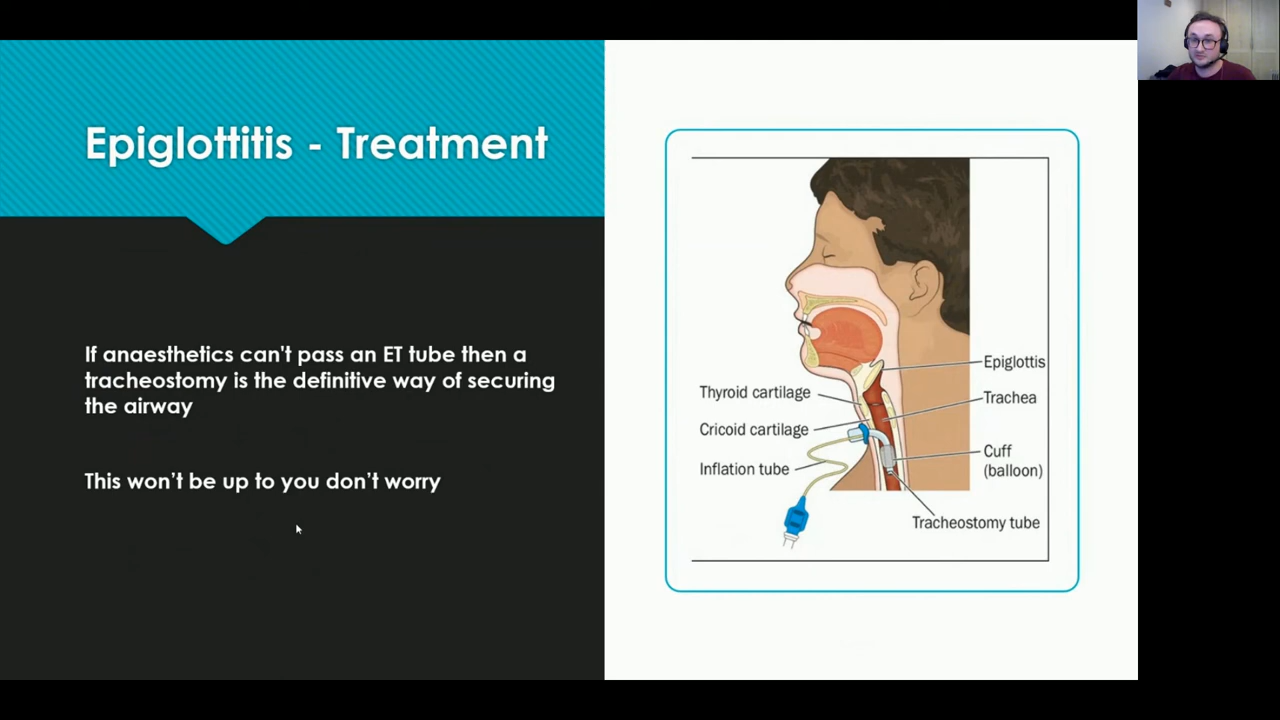 Epiglottitis - Treatment
If anaesthetics can't pass an ET tube then a
tracheostomy is the definitive way of securing
the airway
This won't be up to you don't worry
Epiglottis
Thyroid cartilage
Trachea
Cricoid cartilage
Cuff
(balloon)
Inflation tube
Tracheostomy tube